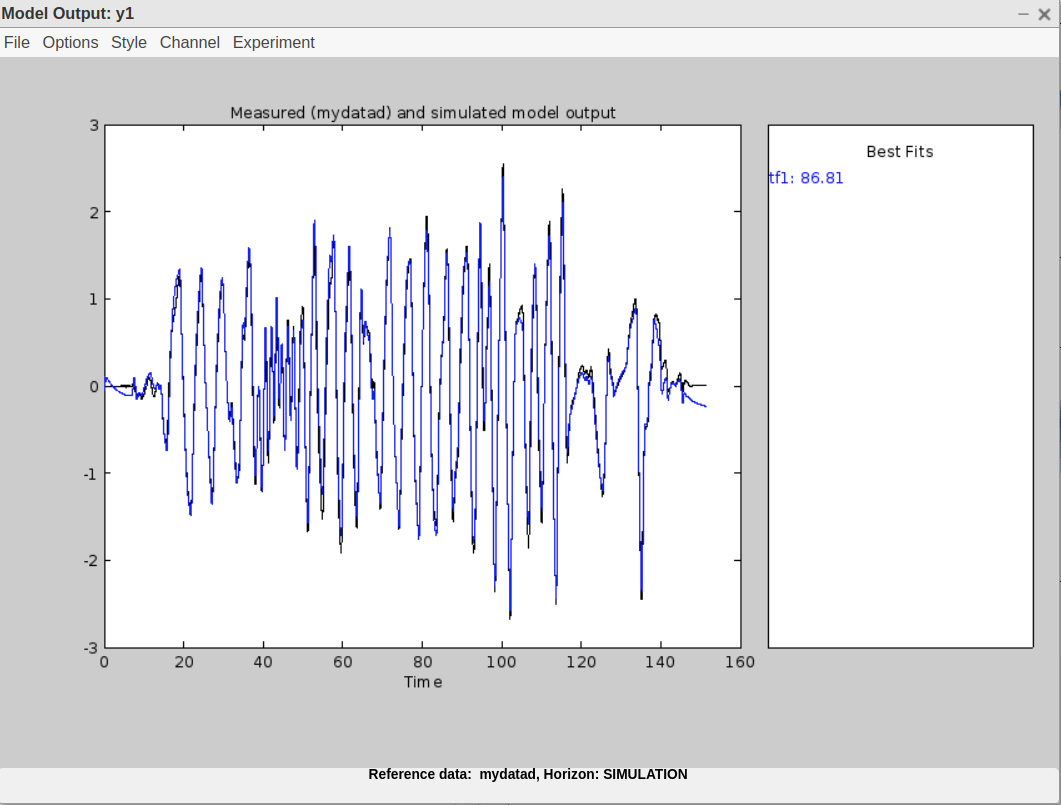 Model Output: y1
File Options Style Channel Experiment
Measured (mydatad) and simulated model output
3
2
1
0
-1
-2
-3
0 20 40 60 80 100 120 140 160
Time
Best Fits
tf1: 86.81
Reference data: mydatad, Horizon: SIMULATION